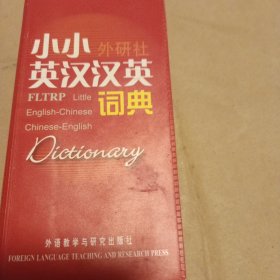 小小 外研社
英汉汉英
FLTRP Little 词典
English-Chinese
Chinese-English
Dictionary
外语教学与研究出版社
FOREIGN LANGUAGE TEACHING AND RESEARCH PRESS